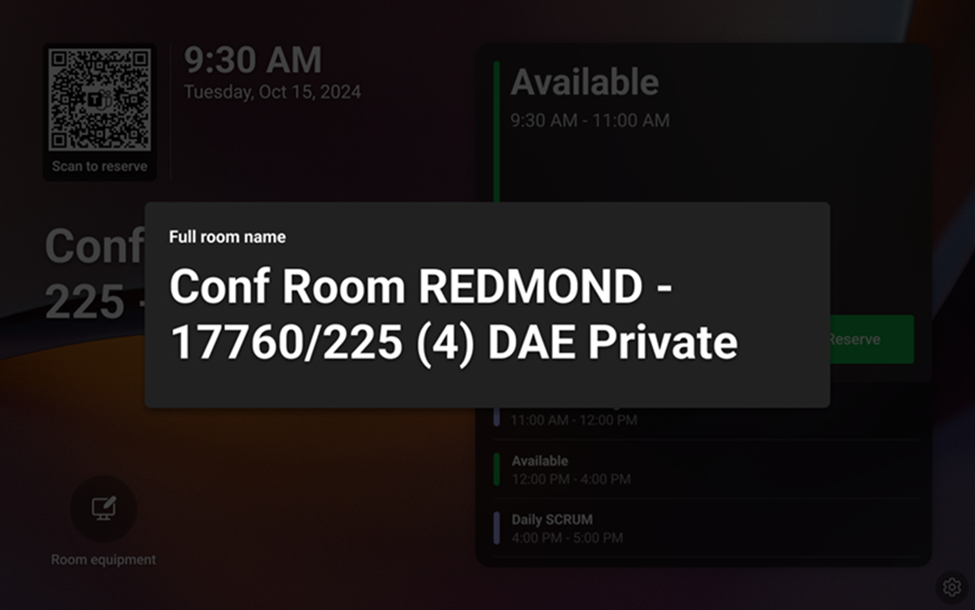 9:30 AM
Tuesday, Oct 15, 2024
Scan to reserve
Conf
225 -
Available
9:30 AM - 11:00 AM
Full room name
Conf Room REDMOND -
17760/225 (4) DAE Private
Reserve
11:00 AM - 12:00 PM
Available
12:00 PM - 4:00 PM
Daily SCRUM
4:00 PM - 5:00 PM
Room equipment